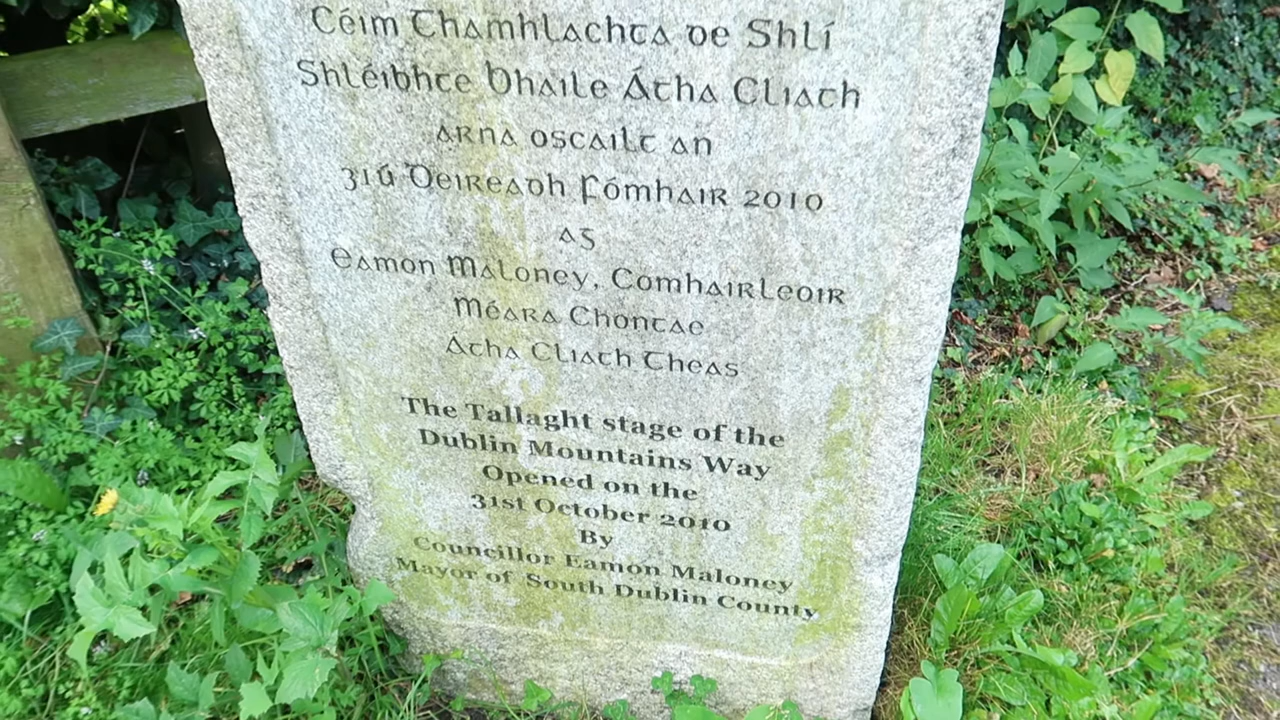 Céim Thamhlachta de Shlí
Shléibhte Bhaile Átha Cliath
arna oscailt an
31ú Deireadh Fómhair 2010
ag
Eamon Maloney, Comhairleoir
Méara Chontae
Átha Cliath Theas
The Tallaght stage of the
Dublin Mountains Way
Opened on the
31st October 2010
By
Councillor Eamon Maloney
Mayor of South Dublin County